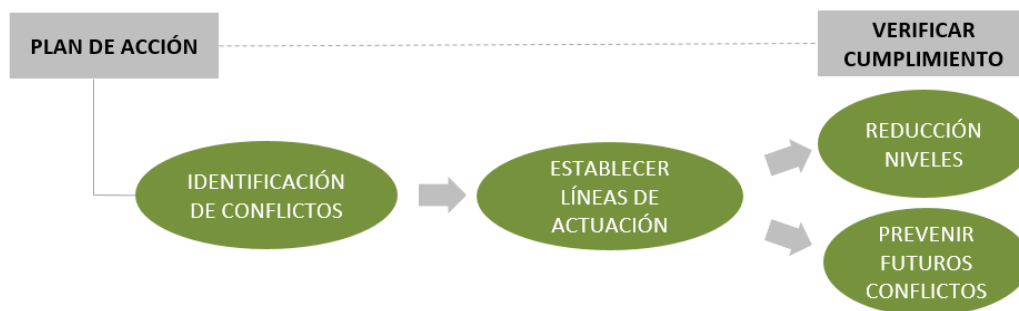 PLAN DE ACCIÓN
VERIFICAR
CUMPLIMIENTO
IDENTIFICACIÓN
DE CONFLICTOS
ESTABLECER
LÍNEAS DE
ACTUACIÓN
REDUCCIÓN
NIVELES
PREVENIR
FUTUROS
CONFLICTOS